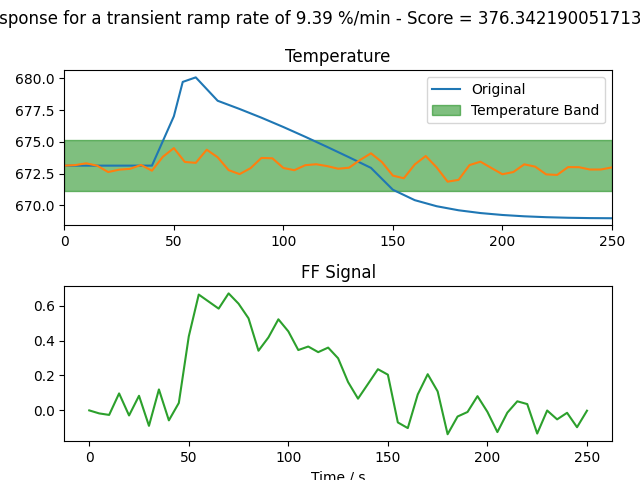 sponse for a transient ramp rate of 9.39 %/min - Score = 376.342190051713
Temperature
680.0
677.5
675.0
672.5
670.0
Original
Temperature Band
0 50 100 150 200 250
FF Signal
0.6
0.4
0.2
0.0
0 50 100 150 200 250
Time / s